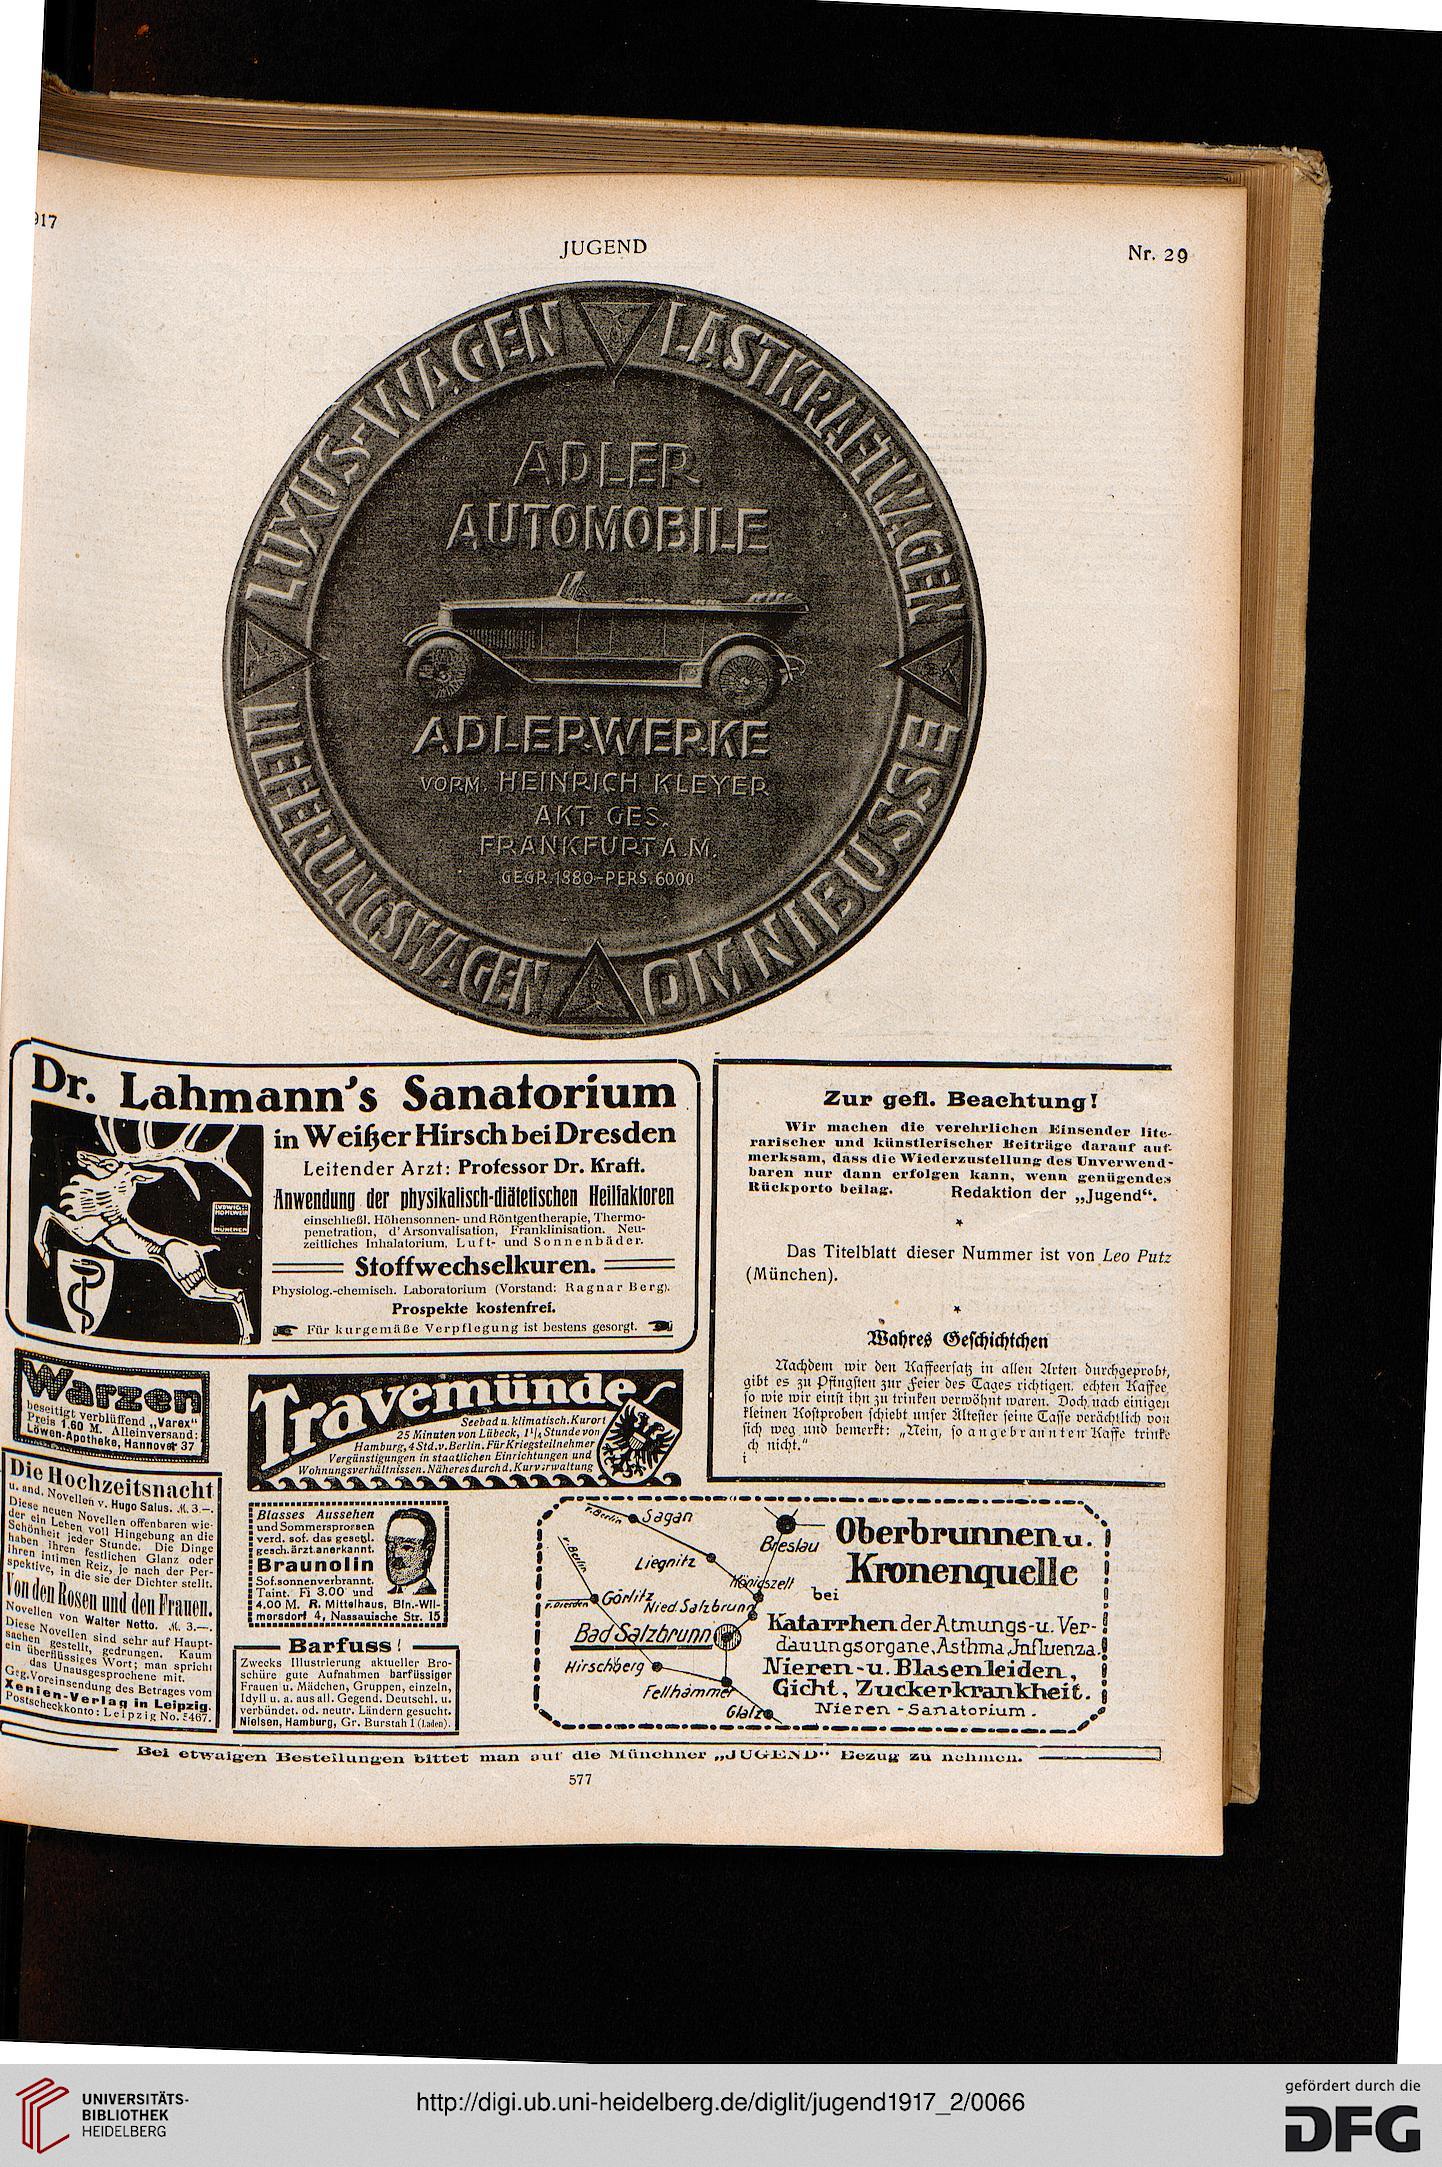 917
JUGEND
Nr. 29
LUXUS-WAGEN
LASTKRAFTWAGEN
OMNIBUSSE
LIEFERUNGSWAGEN
ADLER
AUTOMOBILE
ADLERWERKE
VORM. HEINRICH KLEYER
AKT. GES.
FRANKFURT A.M.
GEGR. 1880-PERS. 6000
Dr. Lahmann's Sanatorium
in Weißer Hirsch bei Dresden
Leitender Arzt: Professor Dr. Kraft.
Anwendung der physikalisch-diätetischen Heilfaktoren
einschließl. Höhensonnen- und Röntgentherapie, Thermo-
penetration, d'Arsonvalisation, Franklinisation. Neu-
zeitliches Inhalatorium, Luft- und Sonnenbäder.
Stoffwechselkuren.
Physiolog.-chemisch. Laboratorium (Vorstand: Ragnar Berg).
Prospekte kostenfrei.
Für kurgemäße Verpflegung ist bestens gesorgt.
LUDWIG
HOHLWEIN
MÜNCHEN
Zur gefl. Beachtung!
Wir machen die verehrlichen Einsender lite-
rarischer und künstlerischer Beiträge darauf auf-
merksam, dass die Wiederzustellung des Unverwend-
baren nur dann erfolgen kann, wenn genügendes
Rückporto beilag. Redaktion der „Jugend“.
*
Das Titelblatt dieser Nummer ist von Leo Putz
(München).
*
Wahres Geschichtchen
Nachdem wir den Kaffeersatz in allen Arten durchgeprobt,
gibt es zu Pfingsten zur Feier des Tages richtigen, echten Kaffee,
so wie wir einst ihn zu trinken verwöhnt waren. Doch nach einigen
kleinen Kostproben schiebt unser Ältester seine Tasse verächtlich von
sich weg und bemerkt: „Nein, so angebrannten Kaffe trinke
ich nicht.“
Warzen
beseitigt verblüffend „Varex“
Preis 1.60 M. Alleinversand:
Löwen-Apotheke, Hannover 37
Travemünde
Seebad u. klimatisch. Kurort
25 Minuten von Lübeck, 1¼ Stunde von
Hamburg, 4 Std. v. Berlin. Für Kriegsteilnehmer
Vergünstigungen in staatlichen Einrichtungen und
Wohnungsverhältnissen. Näheres durch d. Kurverwaltung
Die Hochzeitsnacht
u. and. Novellen v. Hugo Salus. M. 3.—.
Diese neuen Novellen offenbaren wie-
der ein Leben voll Hingebung an die
Schönheit jeder Stunde. Die Dinge
haben ihren festlichen Glanz oder
ihren intimen Reiz, je nach der Per-
spektive, in die sie der Dichter stellt.
Von den Rosen und den Frauen.
Novellen von Walter Netto. M. 3.—.
Diese Novellen sind sehr auf Haupt-
sachen gestellt, gedrungen. Kaum
ein überflüssiges Wort; man spricht
das Unausgesprochene mit.
Geg. Voreinsendung des Betrages vom
Xenien-Verlag in Leipzig.
Postscheckkonto: Leipzig No. 5467.
Blasses Aussehen
und Sommersprossen
verd. sof. das gesetzl.
gesch. ärzt anerkannt.
Braunolin
Sof. sonnenverbrannt.
Taint. Fl 3.00 und
4.00 M. R. Mittelhaus, Bln.-Wil-
mersdorf 4, Nassauische Str. 15
Barfuss!
Zwecks Illustrierung aktueller Bro-
schüre gute Aufnahmen barfüssiger
Frauen u. Mädchen, Gruppen, einzeln,
Idyll u. a. aus all. Gegend. Deutschl. u.
verbündet. od. neutr. Ländern gesucht.
Nielsen, Hamburg, Gr. Burstah 1 (Laden).
v. Berlin
Sagan
Breslau
v. Berlin
Liegnitz
Königszelt
v. Dresden
Görlitz
Nied. Salzbrunn
Bad Salzbrunn
Hirschberg
Fellhammer
Glatz
Oberbrunnen u.
Kronenquelle
bei
Katarrhen der Atmungs- u. Ver-
dauungsorgane, Asthma, Influenza.
Nieren- u. Blasenleiden,
Gicht, Zuckerkrankheit.
Nieren-Sanatorium.
Bei etwaigen Bestellungen bittet man auf die Münchner „JUGEND“ Bezug zu nehmen.
577
UNIVERSITÄTS-
BIBLIOTHEK
HEIDELBERG
http://digi.ub.uni-heidelberg.de/diglit/jugend1917_2/0066
gefördert durch die
DFG